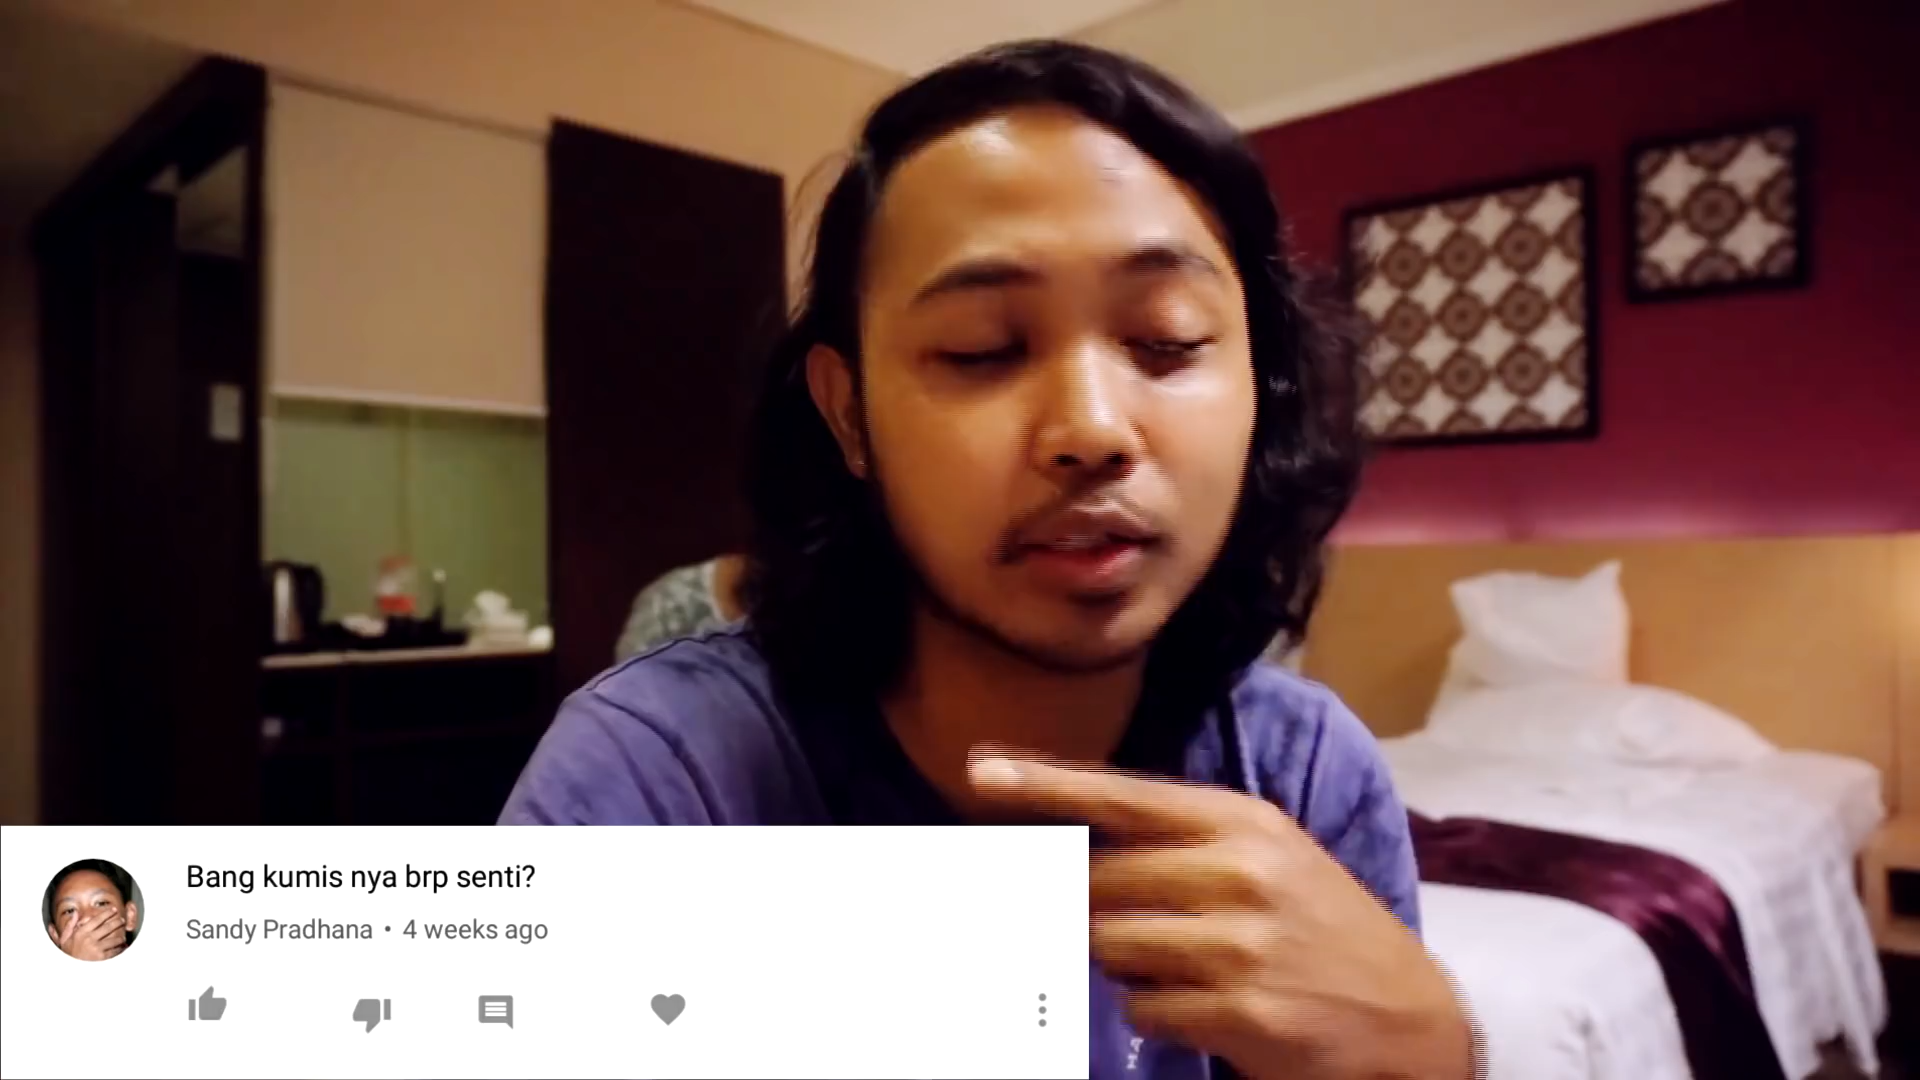 Bang kumis nya brp senti?
Sandy Pradhana • 4 weeks ago